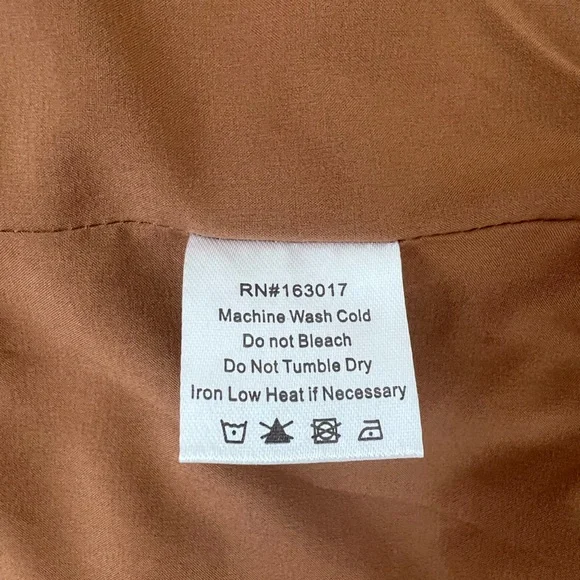 RN#163017
Machine Wash Cold
Do not Bleach
Do Not Tumble Dry
Iron Low Heat if Necessary